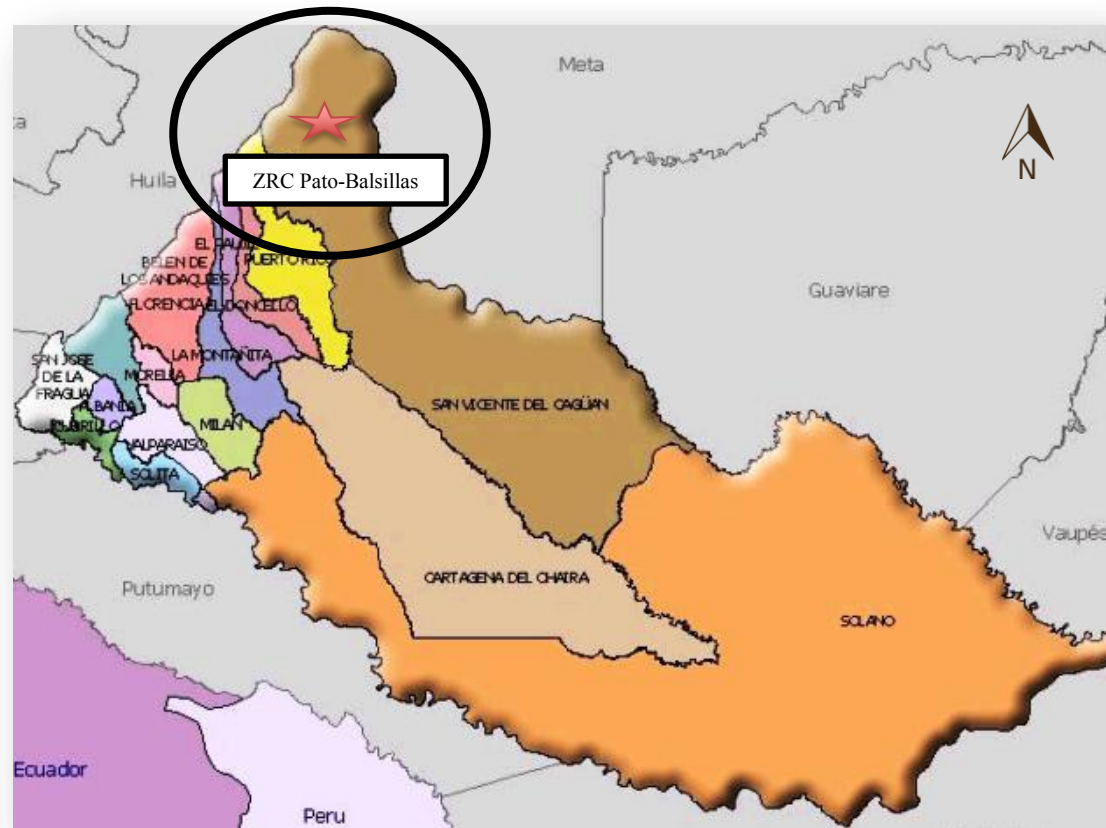 Meta
ta
N
Huila
ZRC Pato-Balsillas
EL PAUJIL
PUERTO RICO
BELEN DE
LOS ANDAQUIES
Guaviare
FLORENCIA
EL DONCELLO
SAN JOSE
DE LA
FRAGUA
LA MONTAÑITA
MORELIA
ALBANIA
SAN VICENTE DEL CAGÜAN
MILAN
VALPARAISO
SOLITA
Vaupés
Putumayo
CARTAGENA DEL CHAIRA
SOLANO
Ecuador
Peru